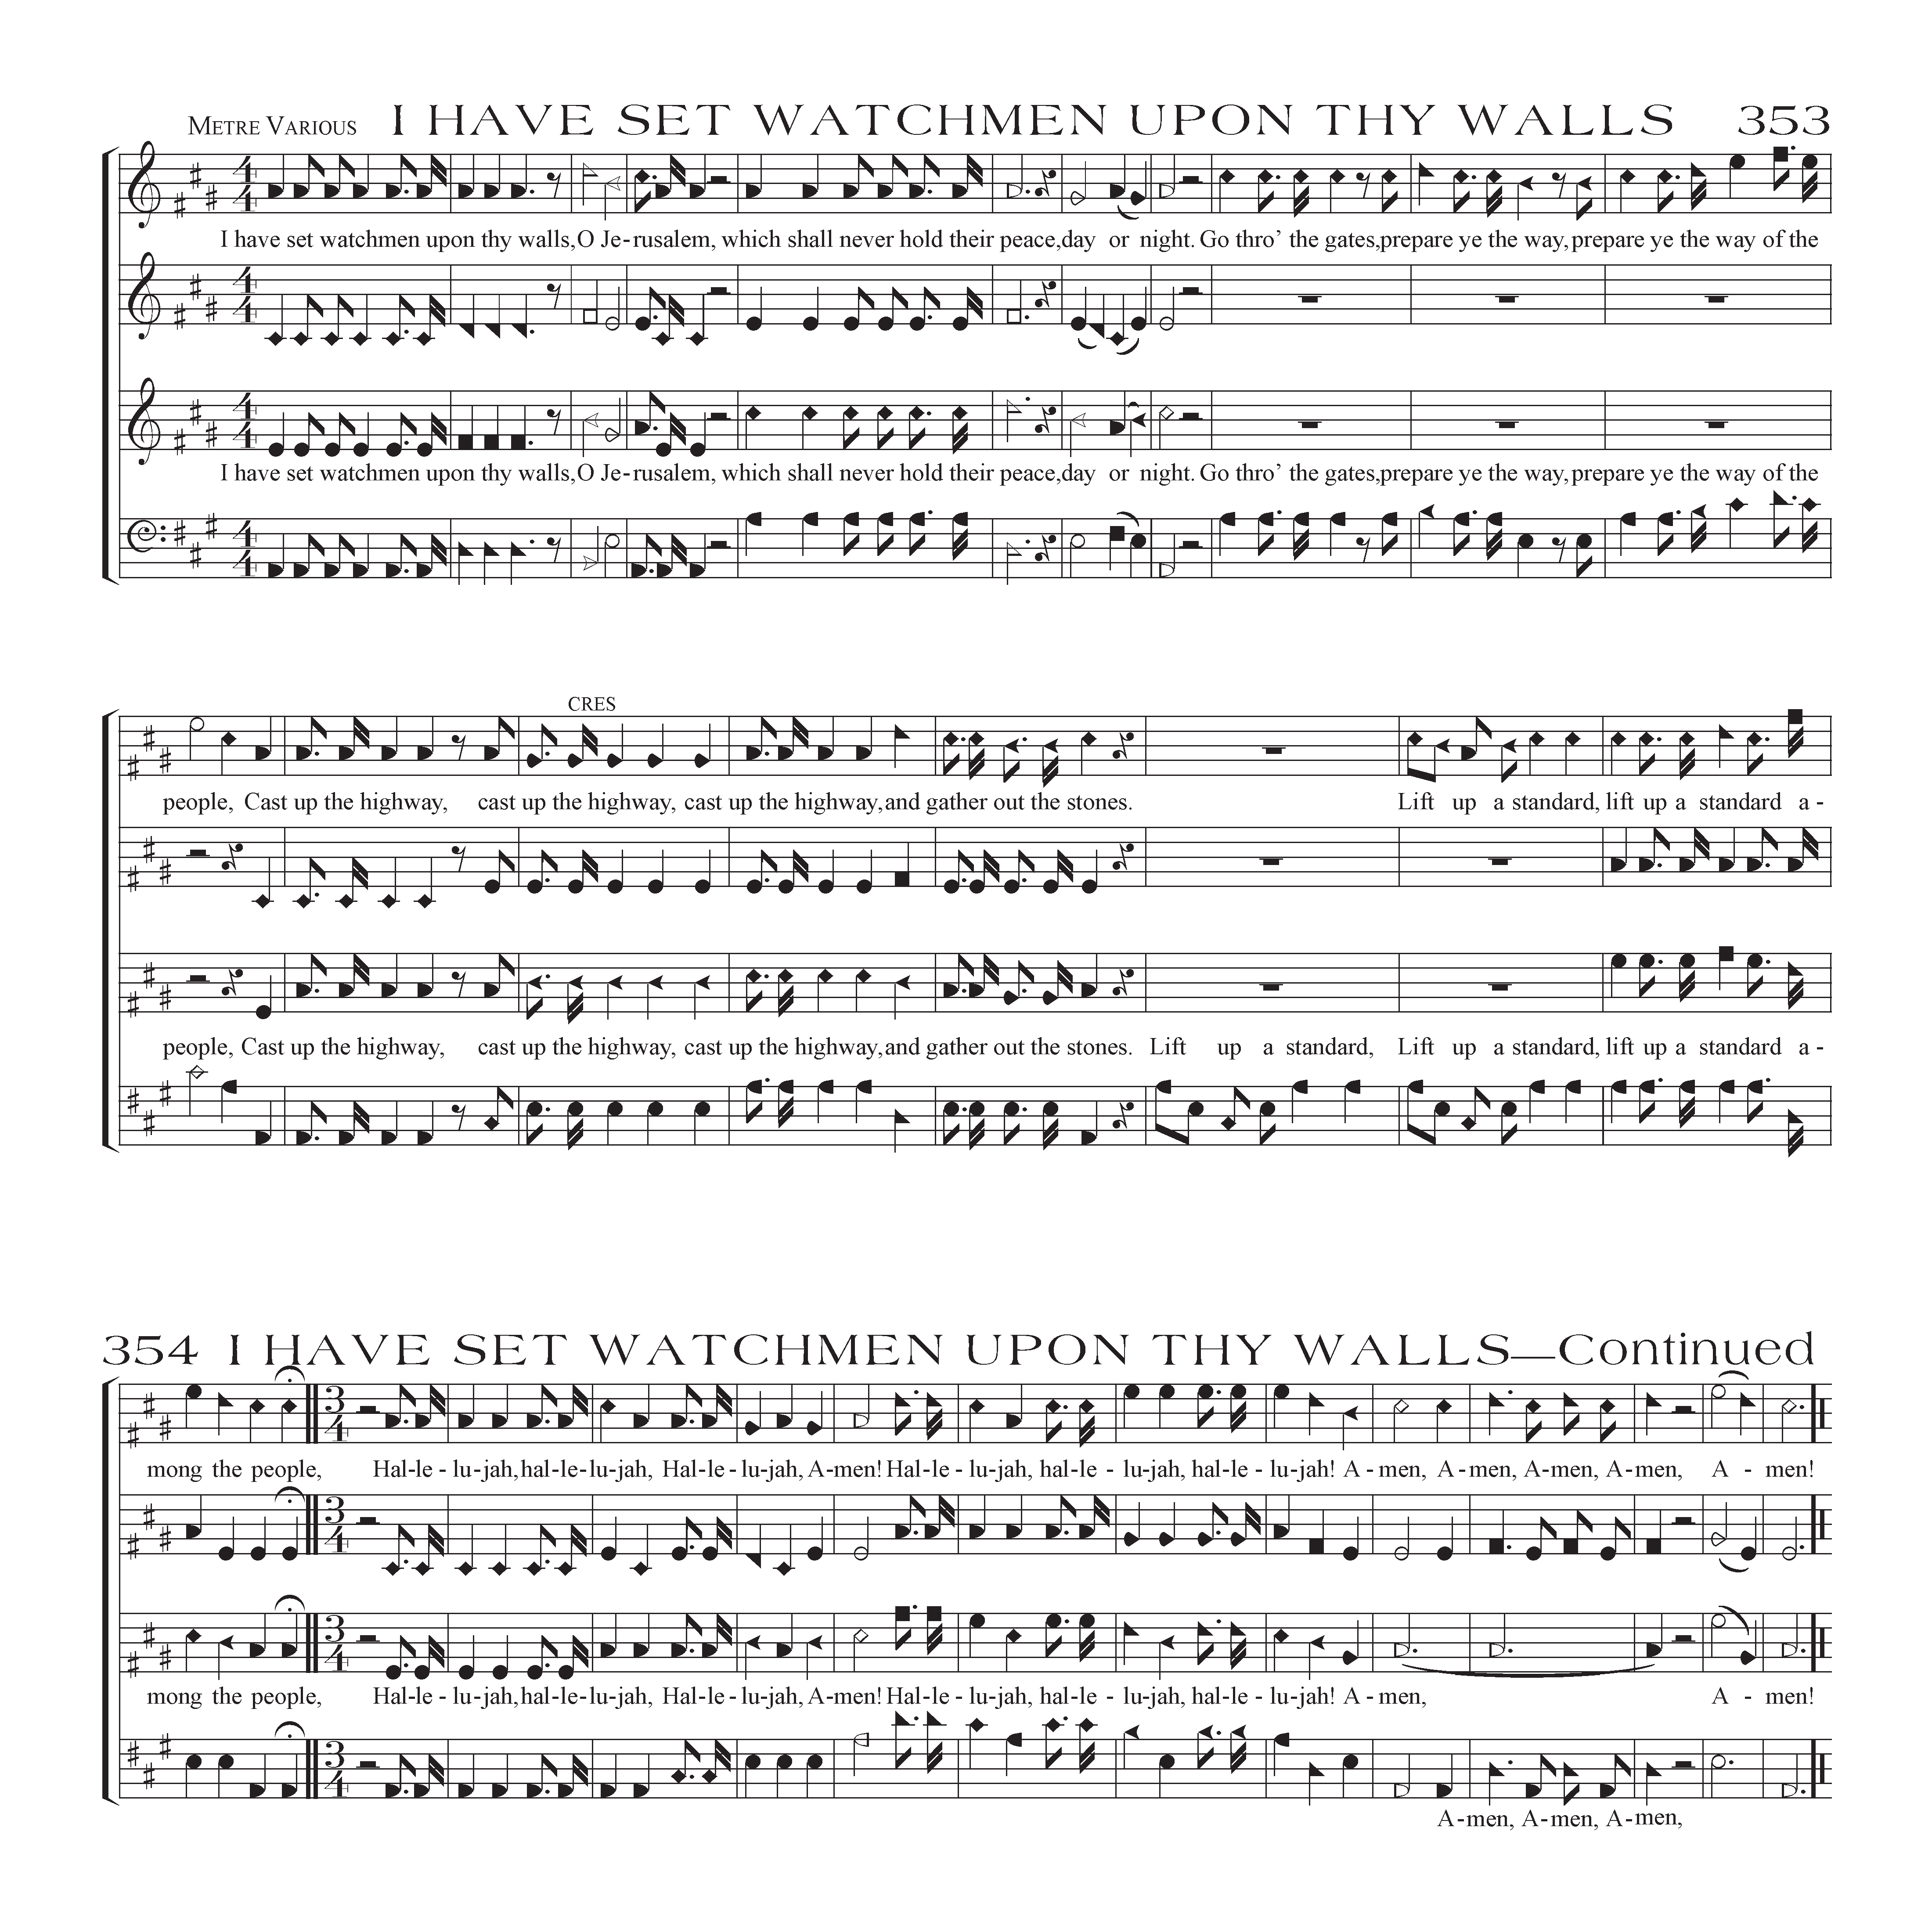 METRE VARIOUS I HAVE SET WATCHMEN UPON THY WALLS 353
I have set watchmen upon thy walls, O Je-rusalem, which shall never hold their peace, day or night. Go thro’ the gates, prepare ye the way, prepare ye the way of the
I have set watchmen upon thy walls, O Je-rusalem, which shall never hold their peace, day or night. Go thro’ the gates, prepare ye the way, prepare ye the way of the
CRES
people, Cast up the highway, cast up the highway, cast up the highway, and gather out the stones. Lift up a standard, lift up a standard a-
people, Cast up the highway, cast up the highway, cast up the highway, and gather out the stones. Lift up a standard, Lift up a standard, lift up a standard a-
354 I HAVE SET WATCHMEN UPON THY WALLS—Continued
mong the people, Hal-le-lu-jah, hal-le-lu-jah, Hal-le-lu-jah, A-men! Hal-le-lu-jah, hal-le-lu-jah, hal-le-lu-jah! A-men, A-men, A-men, A-men, A-men!
mong the people, Hal-le-lu-jah, hal-le-lu-jah, Hal-le-lu-jah, A-men! Hal-le-lu-jah, hal-le-lu-jah, hal-le-lu-jah! A-men, A-men!
A-men, A-men, A-men,